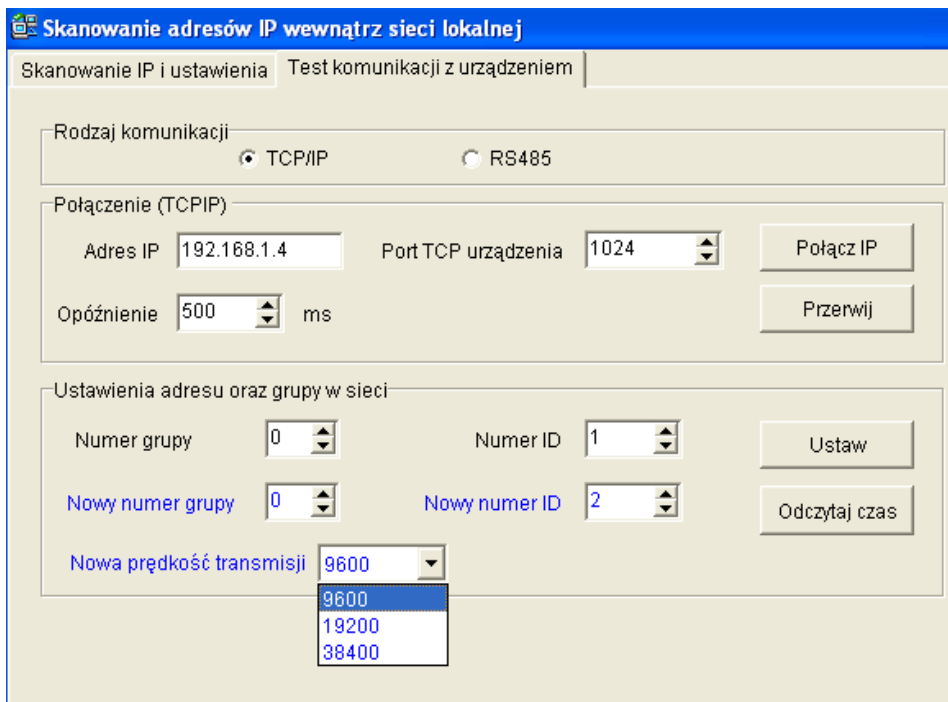 Skanowanie adresów IP wewnątrz sieci lokalnej
Skanowanie IP i ustawienia Test komunikacji z urządzeniem
Rodzaj komunikacji
TCP/IP RS485
Połączenie (TCPIP)
Adres IP 192.168.1.4 Port TCP urządzenia 1024 Połącz IP
Opóźnienie 500 ms Przerwij
Ustawienia adresu oraz grupy w sieci
Numer grupy 0 Numer ID 1 Ustaw
Nowy numer grupy 0 Nowy numer ID 2 Odczytaj czas
Nowa prędkość transmisji 9600
9600
19200
38400